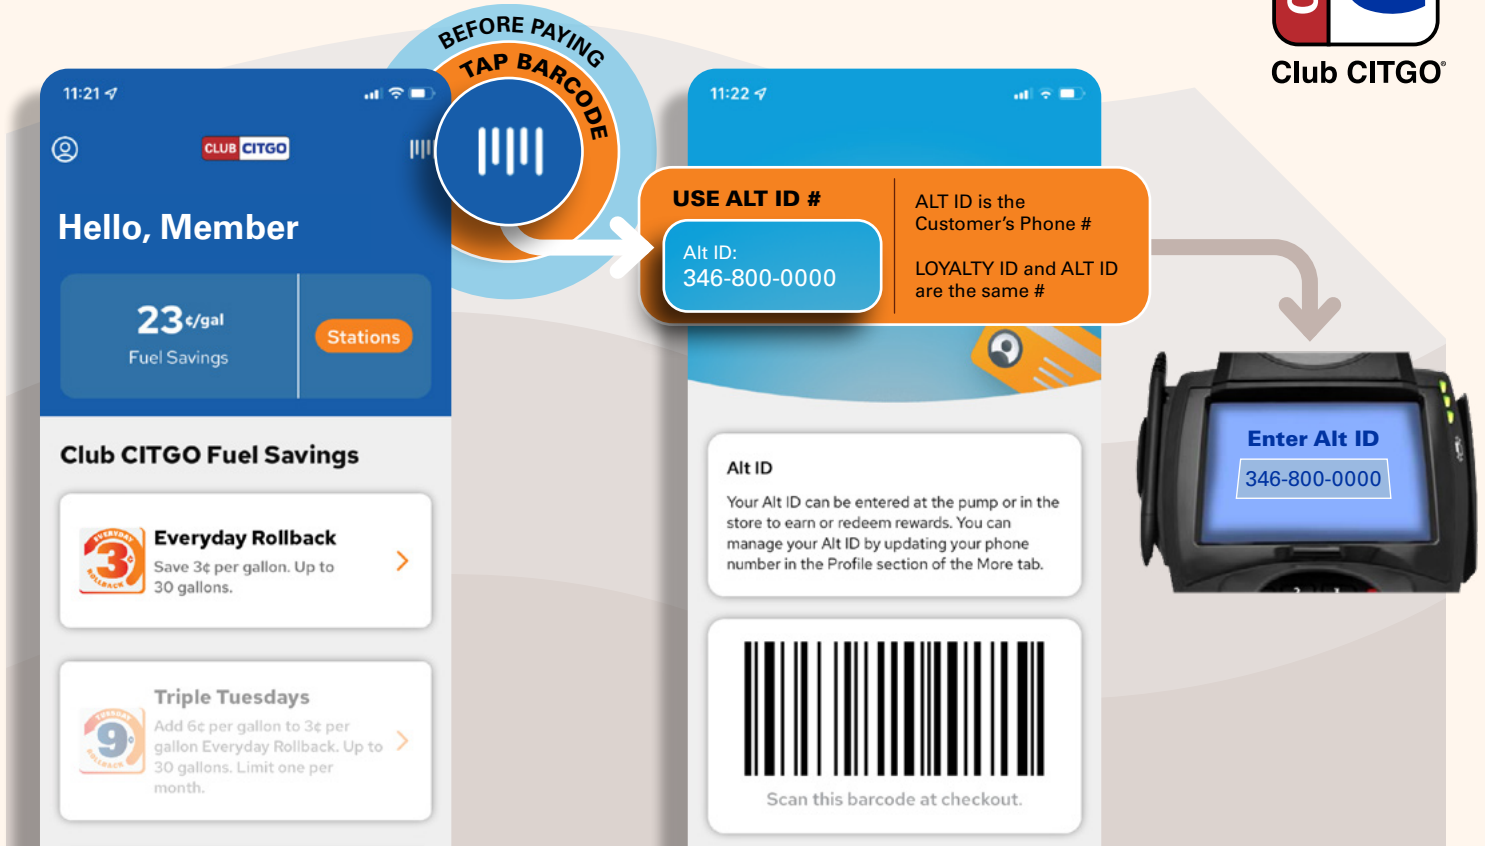 BEFORE PAYING
TAP BARCODE
Club CITGO®
11:21
CLUB CITGO
Hello, Member
23¢/gal
Fuel Savings
Stations
Club CITGO Fuel Savings
EVERYDAY
3¢
ROLLBACK
Everyday Rollback
Save 3¢ per gallon. Up to
30 gallons.
TUESDAY
9¢
ROLLBACK
Triple Tuesdays
Add 6¢ per gallon to 3¢ per
gallon Everyday Rollback. Up to
30 gallons. Limit one per
month.
11:22
USE ALT ID #
Alt ID:
346-800-0000
ALT ID is the
Customer's Phone #
LOYALTY ID and ALT ID
are the same #
Alt ID
Your Alt ID can be entered at the pump or in the
store to earn or redeem rewards. You can
manage your Alt ID by updating your phone
number in the Profile section of the More tab.
Scan this barcode at checkout.
Enter Alt ID
346-800-0000